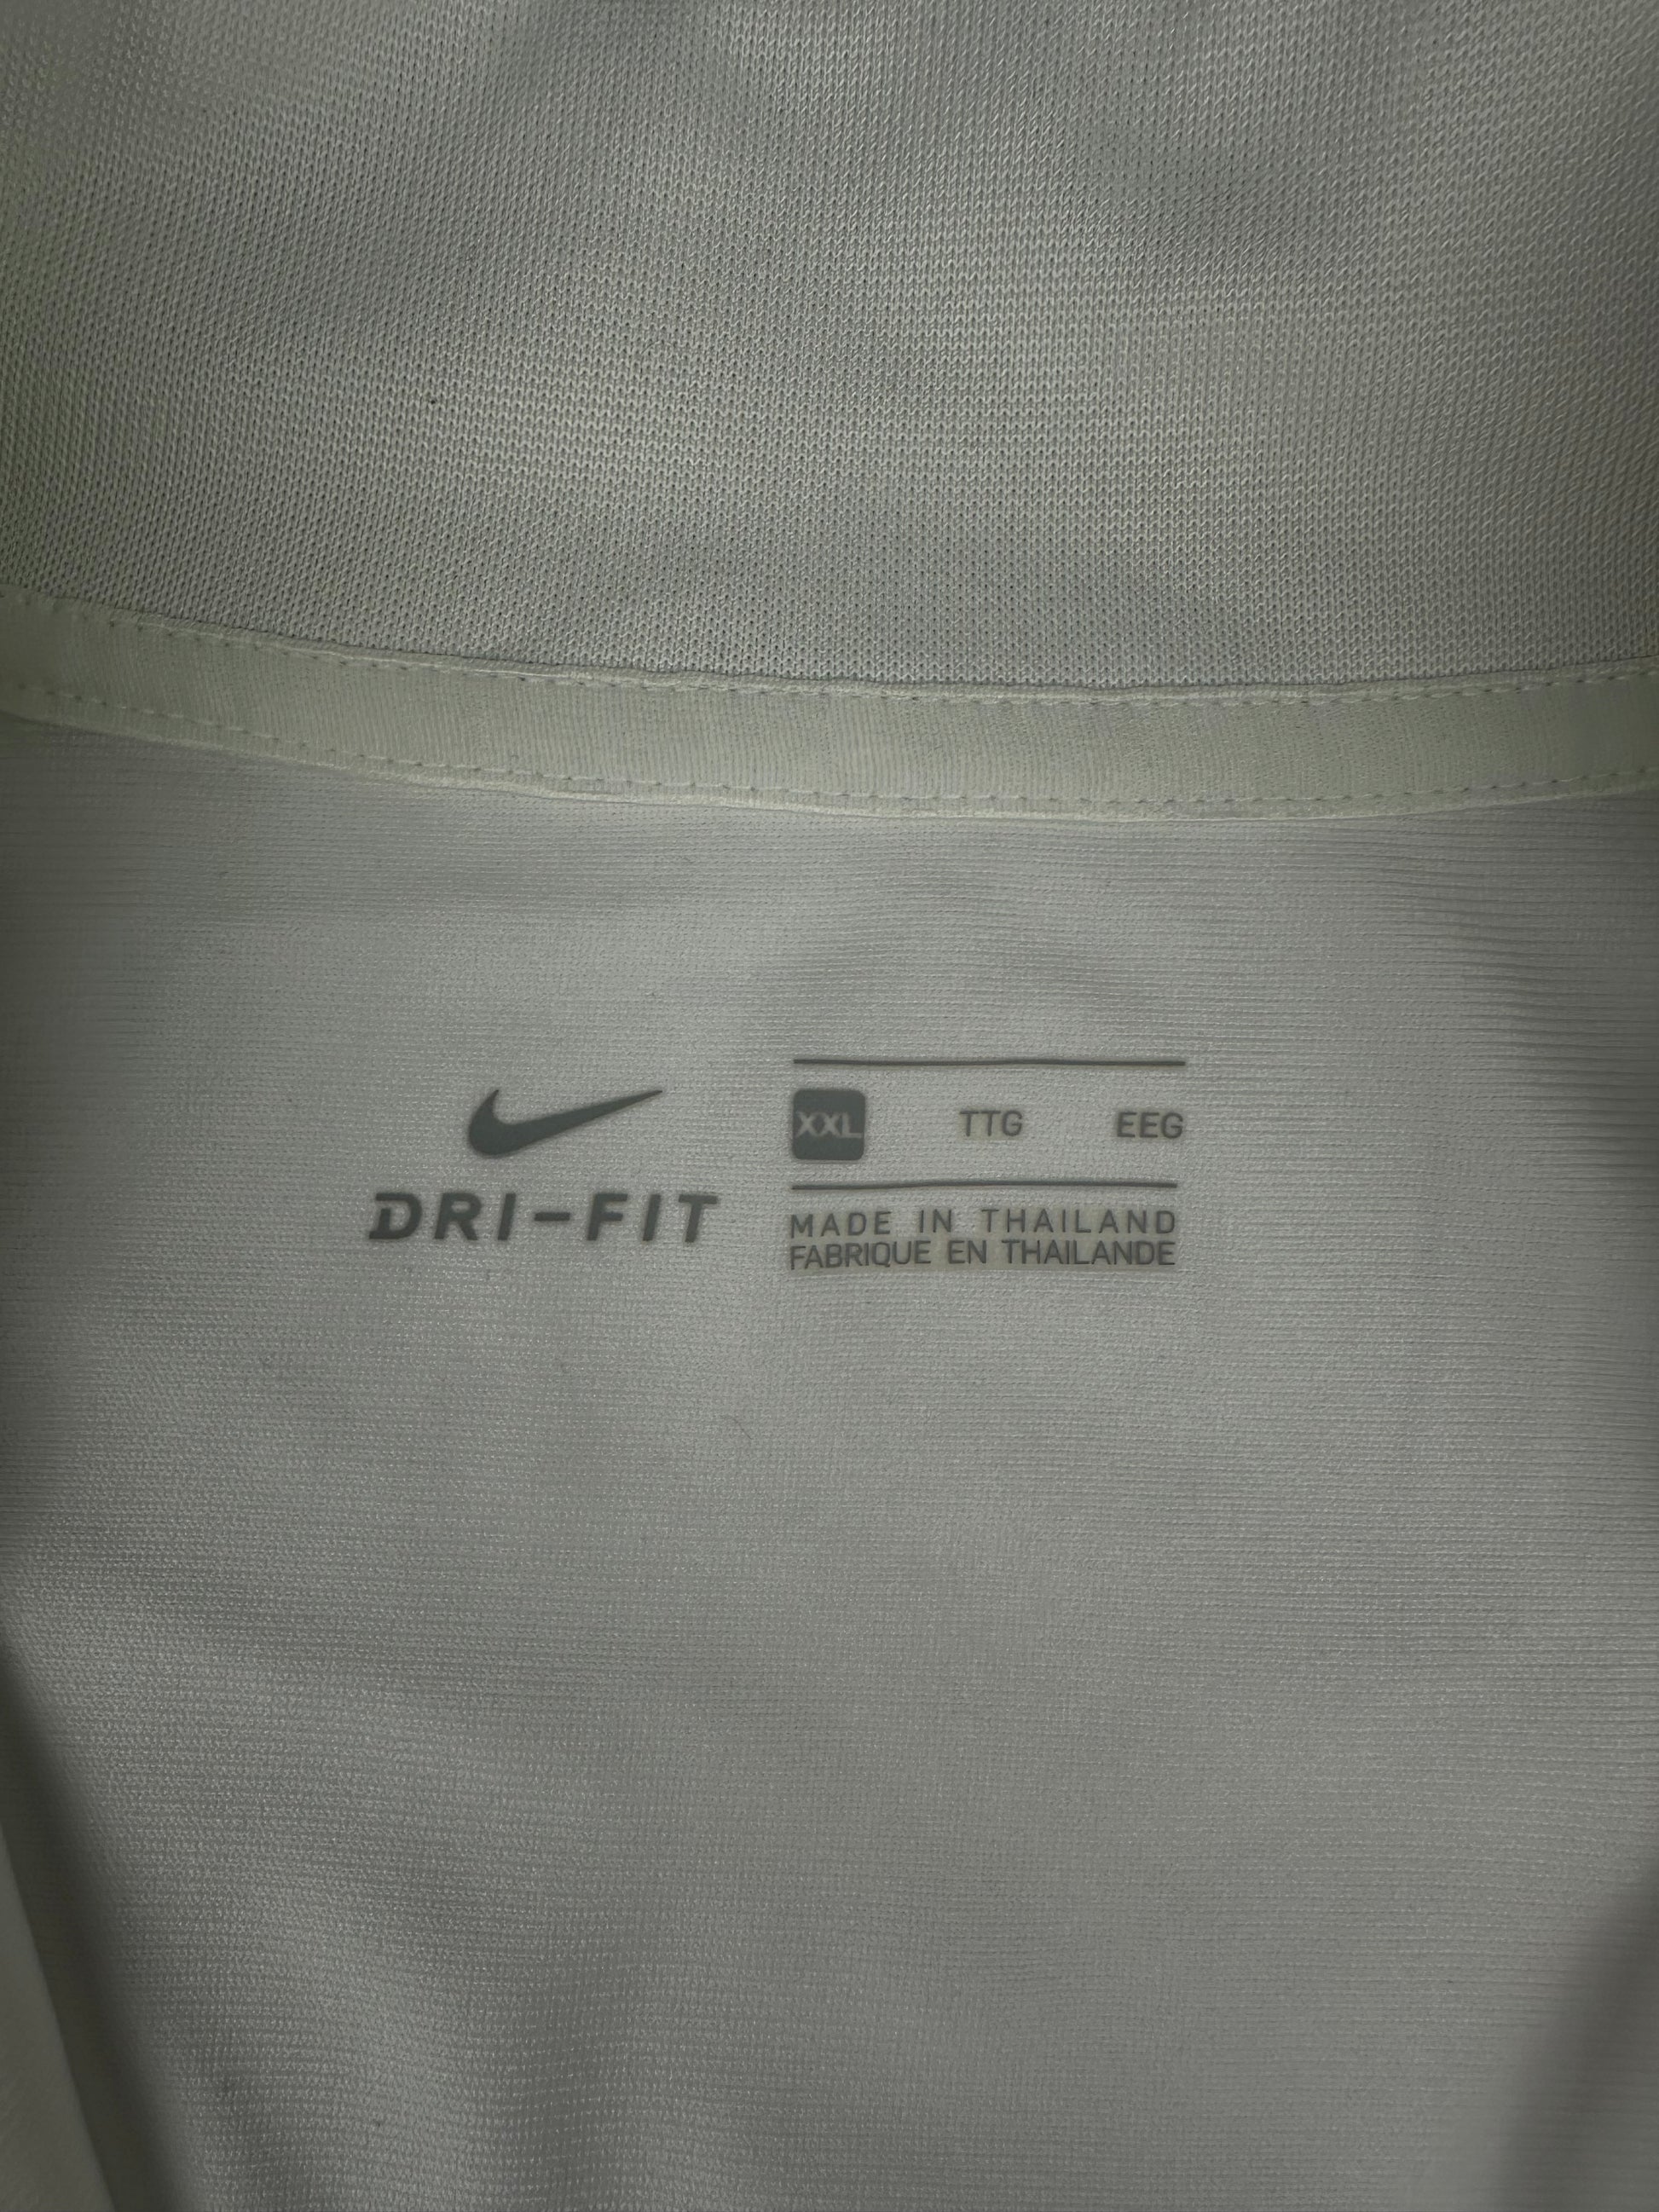 DRI-FIT
XXL TTG EEG
MADE IN THAILAND
FABRIQUE EN THAILANDE